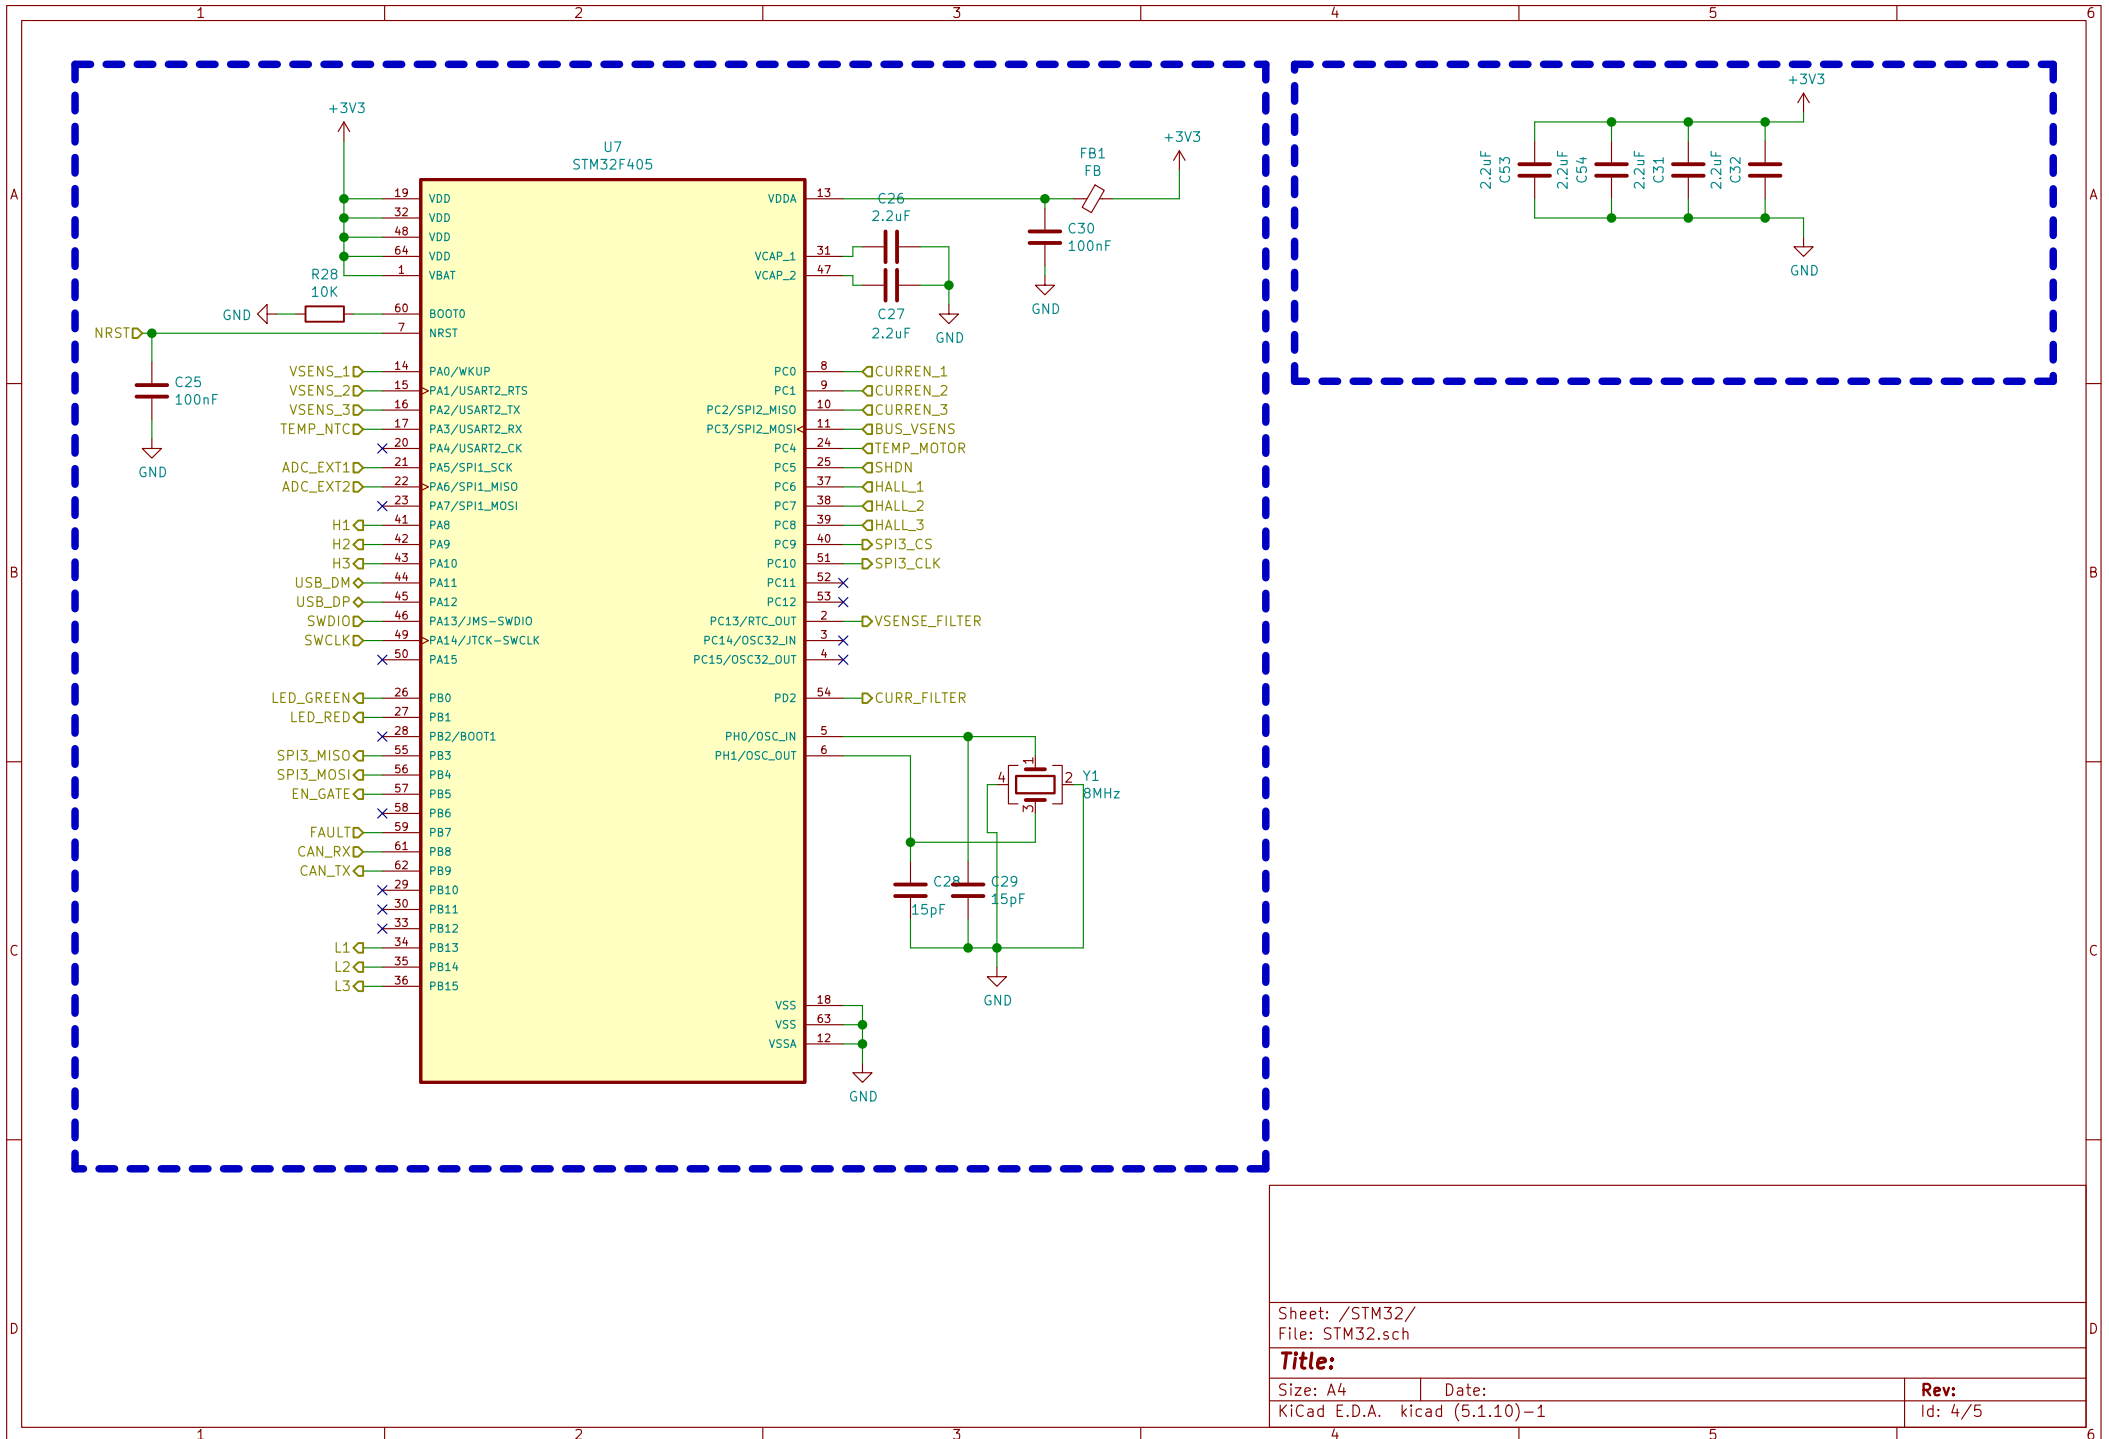 1 2 3 4 5 6
A
B
C
D
+3V3
U7
STM32F405
19 VDD
32 VDD
48 VDD
64 VDD
1 VBAT
R28
10K
GND
60 BOOT0
NRST 7 NRST
C25
100nF
GND
VSENS_1 14 PA0/WKUP
VSENS_2 15 PA1/USART2_RTS
VSENS_3 16 PA2/USART2_TX
TEMP_NTC 17 PA3/USART2_RX
20 PA4/USART2_CK
ADC_EXT1 21 PA5/SPI1_SCK
ADC_EXT2 22 PA6/SPI1_MISO
23 PA7/SPI1_MOSI
H1 41 PA8
H2 42 PA9
H3 43 PA10
USB_DM 44 PA11
USB_DP 45 PA12
SWDIO 46 PA13/JMS-SWDIO
SWCLK 49 PA14/JTCK-SWCLK
50 PA15
LED_GREEN 26 PB0
LED_RED 27 PB1
28 PB2/BOOT1
SPI3_MISO 55 PB3
SPI3_MOSI 56 PB4
EN_GATE 57 PB5
58 PB6
FAULT 59 PB7
CAN_RX 61 PB8
CAN_TX 62 PB9
29 PB10
30 PB11
33 PB12
L1 34 PB13
L2 35 PB14
L3 36 PB15
VDDA 13
C26
2.2uF
VCAP_1 31
VCAP_2 47
C27
2.2uF
GND
FB1
FB
+3V3
C30
100nF
GND
PC0 8 CURREN_1
PC1 9 CURREN_2
PC2/SPI2_MISO 10 CURREN_3
PC3/SPI2_MOSI 11 BUS_VSENS
PC4 24 TEMP_MOTOR
PC5 25 SHDN
PC6 37 HALL_1
PC7 38 HALL_2
PC8 39 HALL_3
PC9 40 SPI3_CS
PC10 51 SPI3_CLK
PC11 52
PC12 53
PC13/RTC_OUT 2 VSENSE_FILTER
PC14/OSC32_IN 3
PC15/OSC32_OUT 4
PD2 54 CURR_FILTER
PH0/OSC_IN 5
PH1/OSC_OUT 6
1
4 2
3
Y1
8MHz
C28
15pF
C29
15pF
GND
VSS 18
VSS 63
VSSA 12
GND
+3V3
2.2uF
C53
2.2uF
C54
2.2uF
C31
2.2uF
C32
GND
A
B
C
D
Sheet: /STM32/
File: STM32.sch
Title:
Size: A4 Date: Rev:
KiCad E.D.A. kicad (5.1.10)-1 Id: 4/5
1 2 3 4 5 6